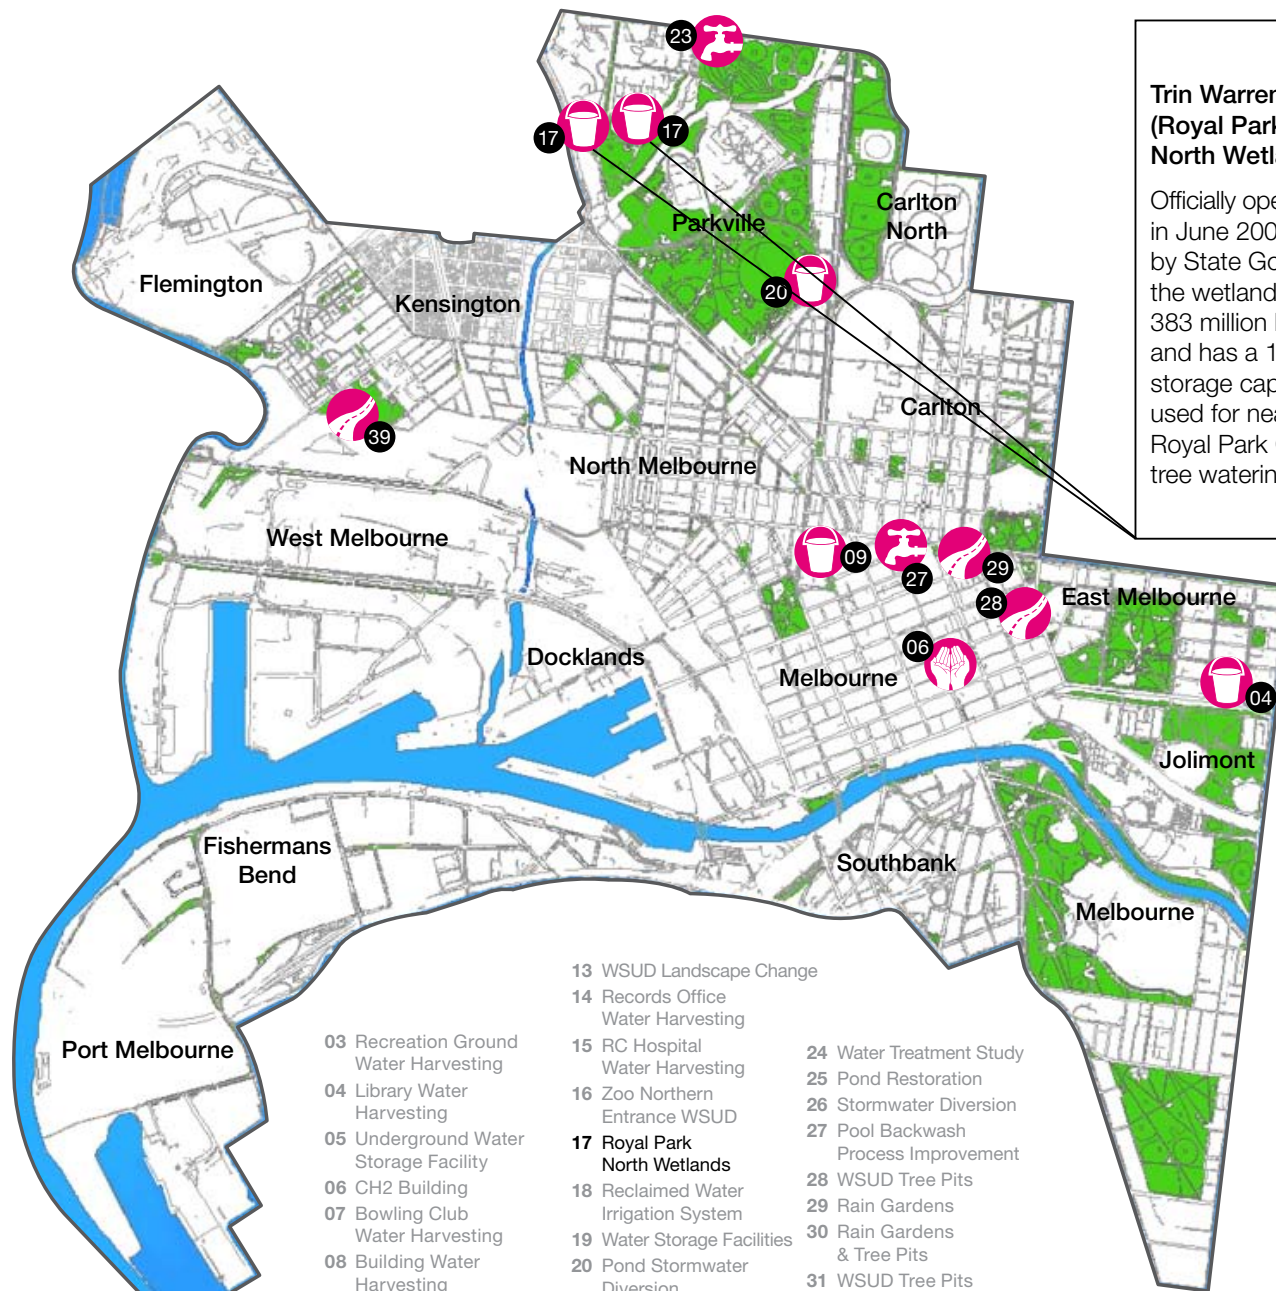 23
17
17
Parkville
Carlton
North
20
Flemington
Kensington
39
Carlton
North Melbourne
West Melbourne
09
27
29
28
East Melbourne
06
Docklands
Melbourne
04
Jolimont
Fishermans
Bend
Southbank
Melbourne
Port Melbourne
Trin Warren
(Royal Park
North Wetla
Officially ope
in June 200
by State Go
the wetland
383 million l
and has a 1
storage cap
used for nea
Royal Park
tree waterin
03 Recreation Ground
Water Harvesting
04 Library Water
Harvesting
05 Underground Water
Storage Facility
06 CH2 Building
07 Bowling Club
Water Harvesting
08 Building Water
Harvesting
13 WSUD Landscape Change
14 Records Office
Water Harvesting
15 RC Hospital
Water Harvesting
16 Zoo Northern
Entrance WSUD
17 Royal Park
North Wetlands
18 Reclaimed Water
Irrigation System
19 Water Storage Facilities
20 Pond Stormwater
Diversion
24 Water Treatment Study
25 Pond Restoration
26 Stormwater Diversion
27 Pool Backwash
Process Improvement
28 WSUD Tree Pits
29 Rain Gardens
30 Rain Gardens
& Tree Pits
31 WSUD Tree Pits